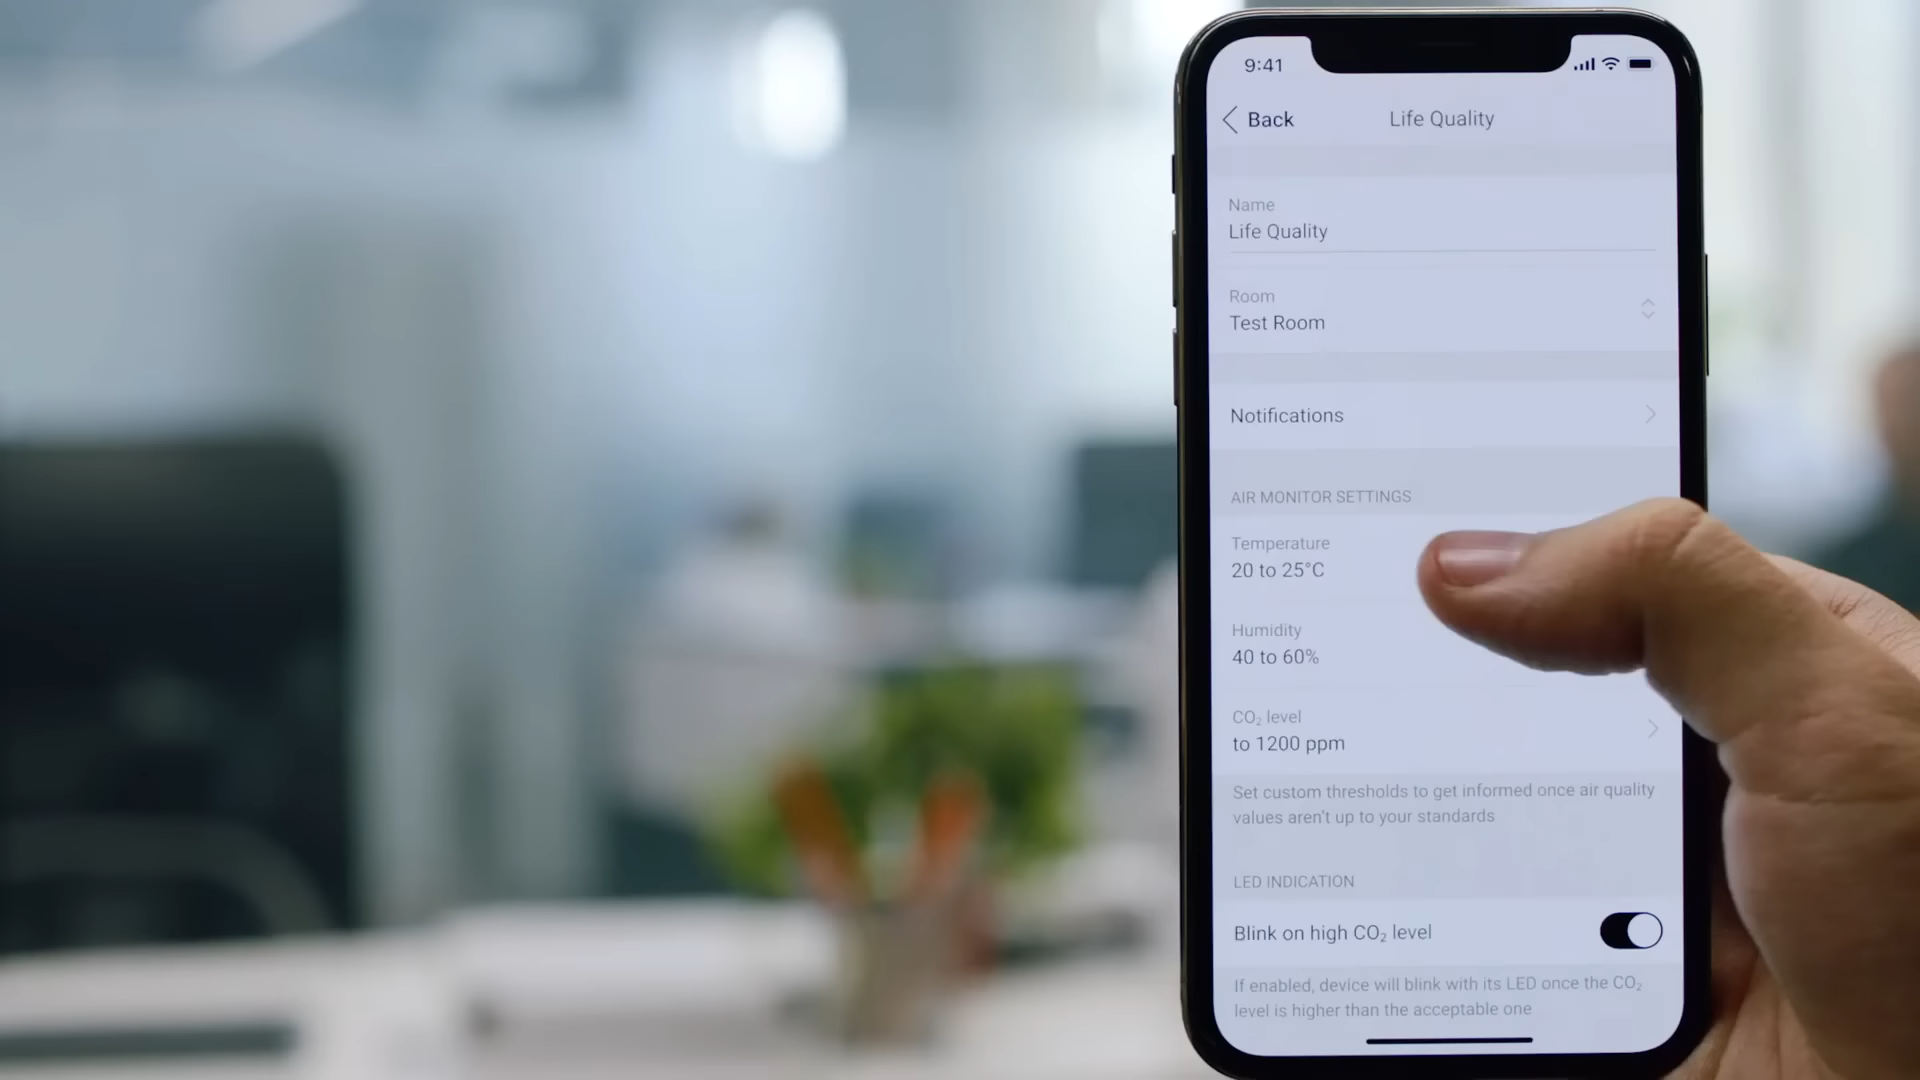 9:41
Back
Life Quality
Name
Life Quality
Room
Test Room
Notifications
AIR MONITOR SETTINGS
Temperature
20 to 25°C
Humidity
40 to 60%
CO₂ level
to 1200 ppm
Set custom thresholds to get informed once air quality
values aren't up to your standards
LED INDICATION
Blink on high CO₂ level
If enabled, device will blink with its LED once the CO₂
level is higher than the acceptable one